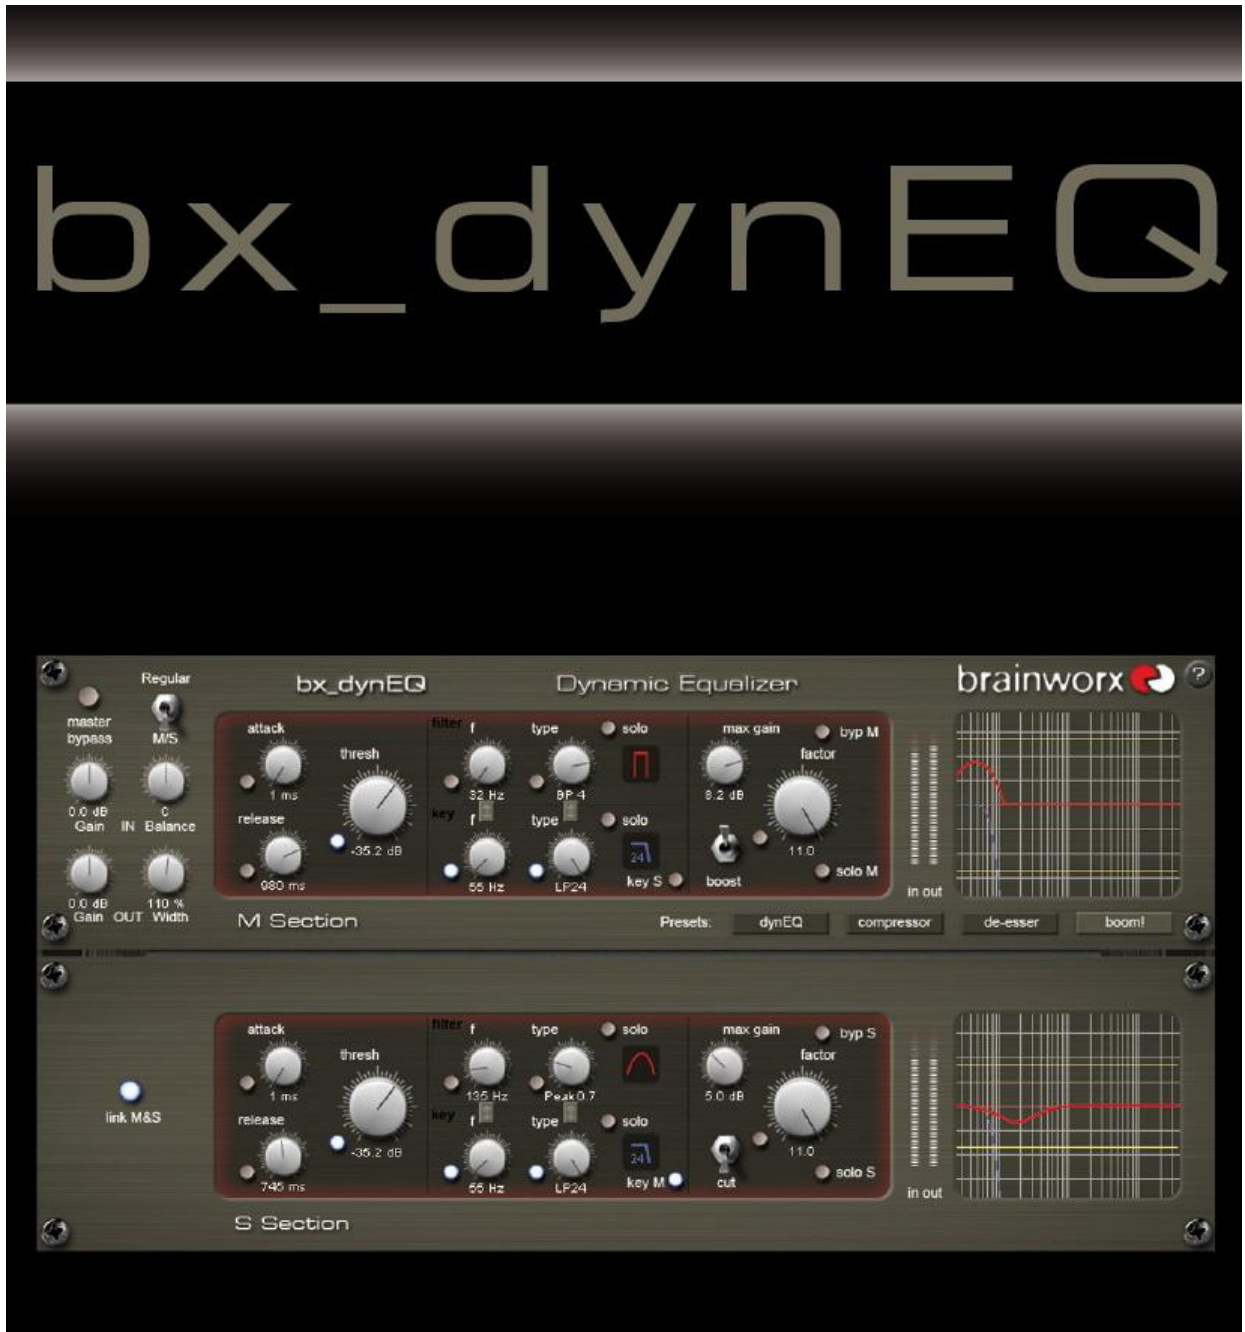 bx_dynEQ
Regular
bx_dynEQ
Dynamic Equalizer
brainworx
?
master
bypass
M/S
attack
thresh
filter
f
type
solo
max gain
byp M
factor
1 ms
32 Hz
BP 4
8.2 dB
0.0 dB
0
Gain IN Balance
release
key
f
type
solo
-35.2 dB
11.0
24
980 ms
55 Hz
LP24
key S
boost
solo M
in out
0.0 dB
110 %
Gain OUT Width
M Section
Presets:
dynEQ
compressor
de-esser
boom!
attack
thresh
filter
f
type
solo
max gain
byp S
factor
1 ms
135 Hz
Peak0.7
5.0 dB
link M&S
release
key
f
type
solo
-35.2 dB
11.0
24
745 ms
55 Hz
LP24
key M
cut
solo S
in out
S Section